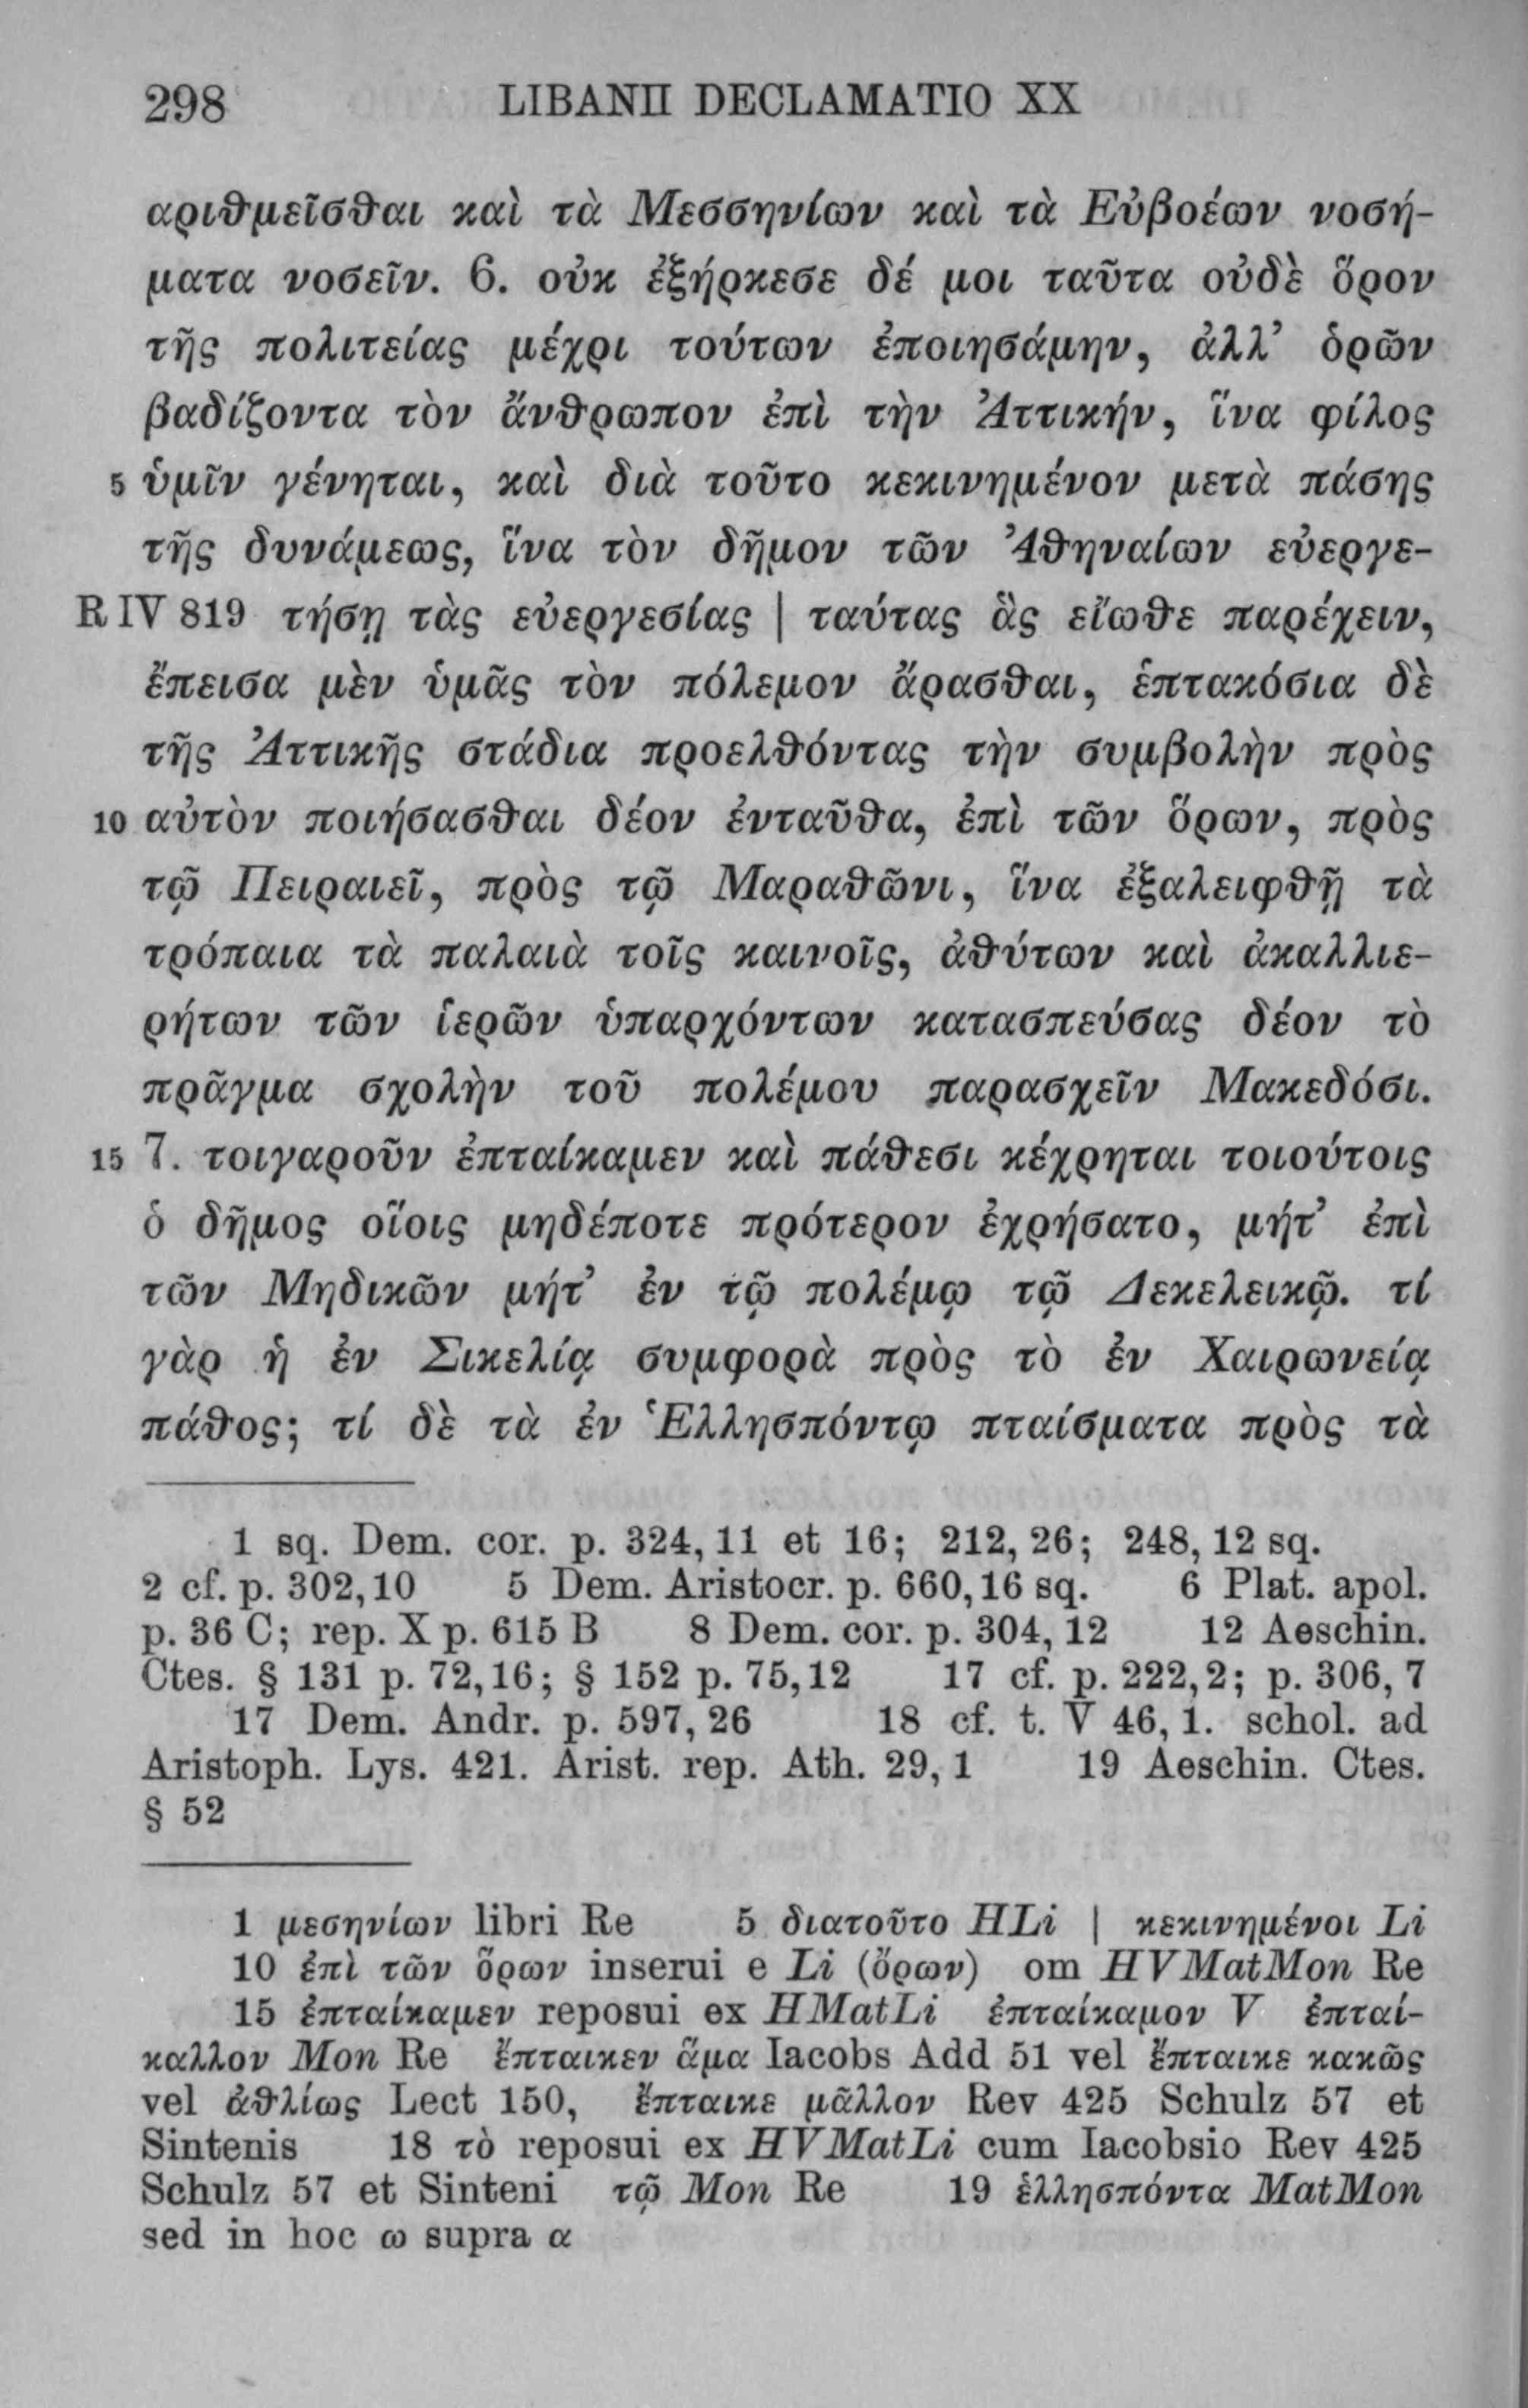 298 LIBANII DECLAMATIO XX
αριθμεῖσθαι καὶ τὰ Μεσσηνίων καὶ τὰ Εὐβοέων νοσή-
ματα νοσεῖν. 6. οὐκ ἐξήρκεσε δέ μοι ταῦτα οὐδὲ ὅρον
τῆς πολιτείας μέχρι τούτων ἐποιησάμην, ἀλλ’ ὁρῶν
βαδίζοντα τὸν ἄνθρωπον ἐπὶ τὴν Ἀττικήν, ἵνα φίλος
5 ὑμῖν γένηται, καὶ διὰ τοῦτο κεκινημένον μετὰ πάσης
τῆς δυνάμεως, ἵνα τὸν δῆμον τῶν Ἀθηναίων εὐεργε-
R IV 819 τήσῃ τὰς εὐεργεσίας | ταύτας ἃς εἴωθε παρέχειν,
ἔπεισα μὲν ὑμᾶς τὸν πόλεμον ἄρασθαι, ἑπτακόσια δὲ
τῆς Ἀττικῆς στάδια προελθόντας τὴν συμβολὴν πρὸς
10 αὐτὸν ποιήσασθαι δέον ἐνταῦθα, ἐπὶ τῶν ὅρων, πρὸς
τῷ Πειραιεῖ, πρὸς τῷ Μαραθῶνι, ἵνα ἐξαλειφθῇ τὰ
τρόπαια τὰ παλαιὰ τοῖς καινοῖς, ἀθύτων καὶ ἀκαλλιε-
ρήτων τῶν ἱερῶν ὑπαρχόντων κατασπεύσας δέον τὸ
πρᾶγμα σχολὴν τοῦ πολέμου παρασχεῖν Μακεδόσι.
15 7. τοιγαροῦν ἐπταίκαμεν καὶ πάθεσι κέχρηται τοιούτοις
ὁ δῆμος οἵοις μηδέποτε πρότερον ἐχρήσατο, μήτ’ ἐπὶ
τῶν Μηδικῶν μήτ’ ἐν τῷ πολέμῳ τῷ Δεκελεικῷ. τί
γὰρ ἡ ἐν Σικελίᾳ συμφορὰ πρὸς τὸ ἐν Χαιρωνείᾳ
πάθος; τί δὲ τὰ ἐν Ἑλλησπόντῳ πταίσματα πρὸς τὰ
1 sq. Dem. cor. p. 324, 11 et 16; 212, 26; 248, 12 sq.
2 cf. p. 302, 10 5 Dem. Aristocr. p. 660, 16 sq. 6 Plat. apol.
p. 36 C; rep. X p. 615 B 8 Dem. cor. p. 304, 12 12 Aeschin.
Ctes. § 131 p. 72, 16; § 152 p. 75, 12 17 cf. p. 222, 2; p. 306, 7
17 Dem. Andr. p. 597, 26 18 cf. t. V 46, 1. schol. ad
Aristoph. Lys. 421. Arist. rep. Ath. 29, 1 19 Aeschin. Ctes.
§ 52
1 μεσηνίων libri Re 5 διατοῦτο HLi | κεκινημένοι Li
10 ἐπὶ τῶν ὅρων inserui e Li (ὄρων) om HVMatMon Re
15 ἐπταίκαμεν reposui ex HMatLi ἐπταίκαμον V ἐπταί-
καλλον Mon Re ἔπταικεν ἅμα Iacobs Add 51 vel ἔπταικε κακῶς
vel ἀθλίως Lect 150, ἔπταικε μᾶλλον Rev 425 Schulz 57 et
Sintenis 18 τὸ reposui ex HVMatLi cum Iacobsio Rev 425
Schulz 57 et Sinteni τῷ Mon Re 19 ἑλλησπόντα MatMon
sed in hoc ω supra α